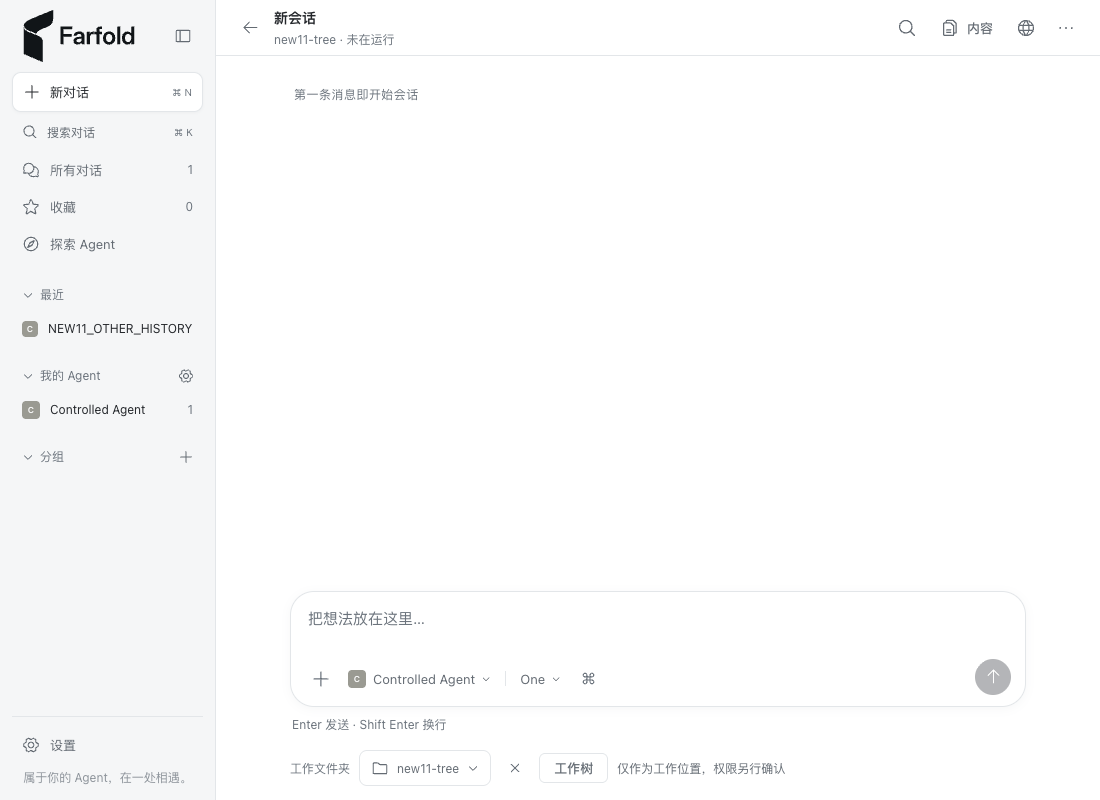 Farfold
新对话 ⌘ N
搜索对话 ⌘ K
所有对话 1
收藏 0
探索 Agent
最近
C NEW11_OTHER_HISTORY
我的 Agent
C Controlled Agent 1
分组
设置
属于你的 Agent，在一处相遇。
新会话
new11-tree · 未在运行
内容
第一条消息即开始会话
把想法放在这里...
C Controlled Agent One ⌘
Enter 发送 · Shift Enter 换行
工作文件夹 new11-tree 工作树 仅作为工作位置，权限另行确认